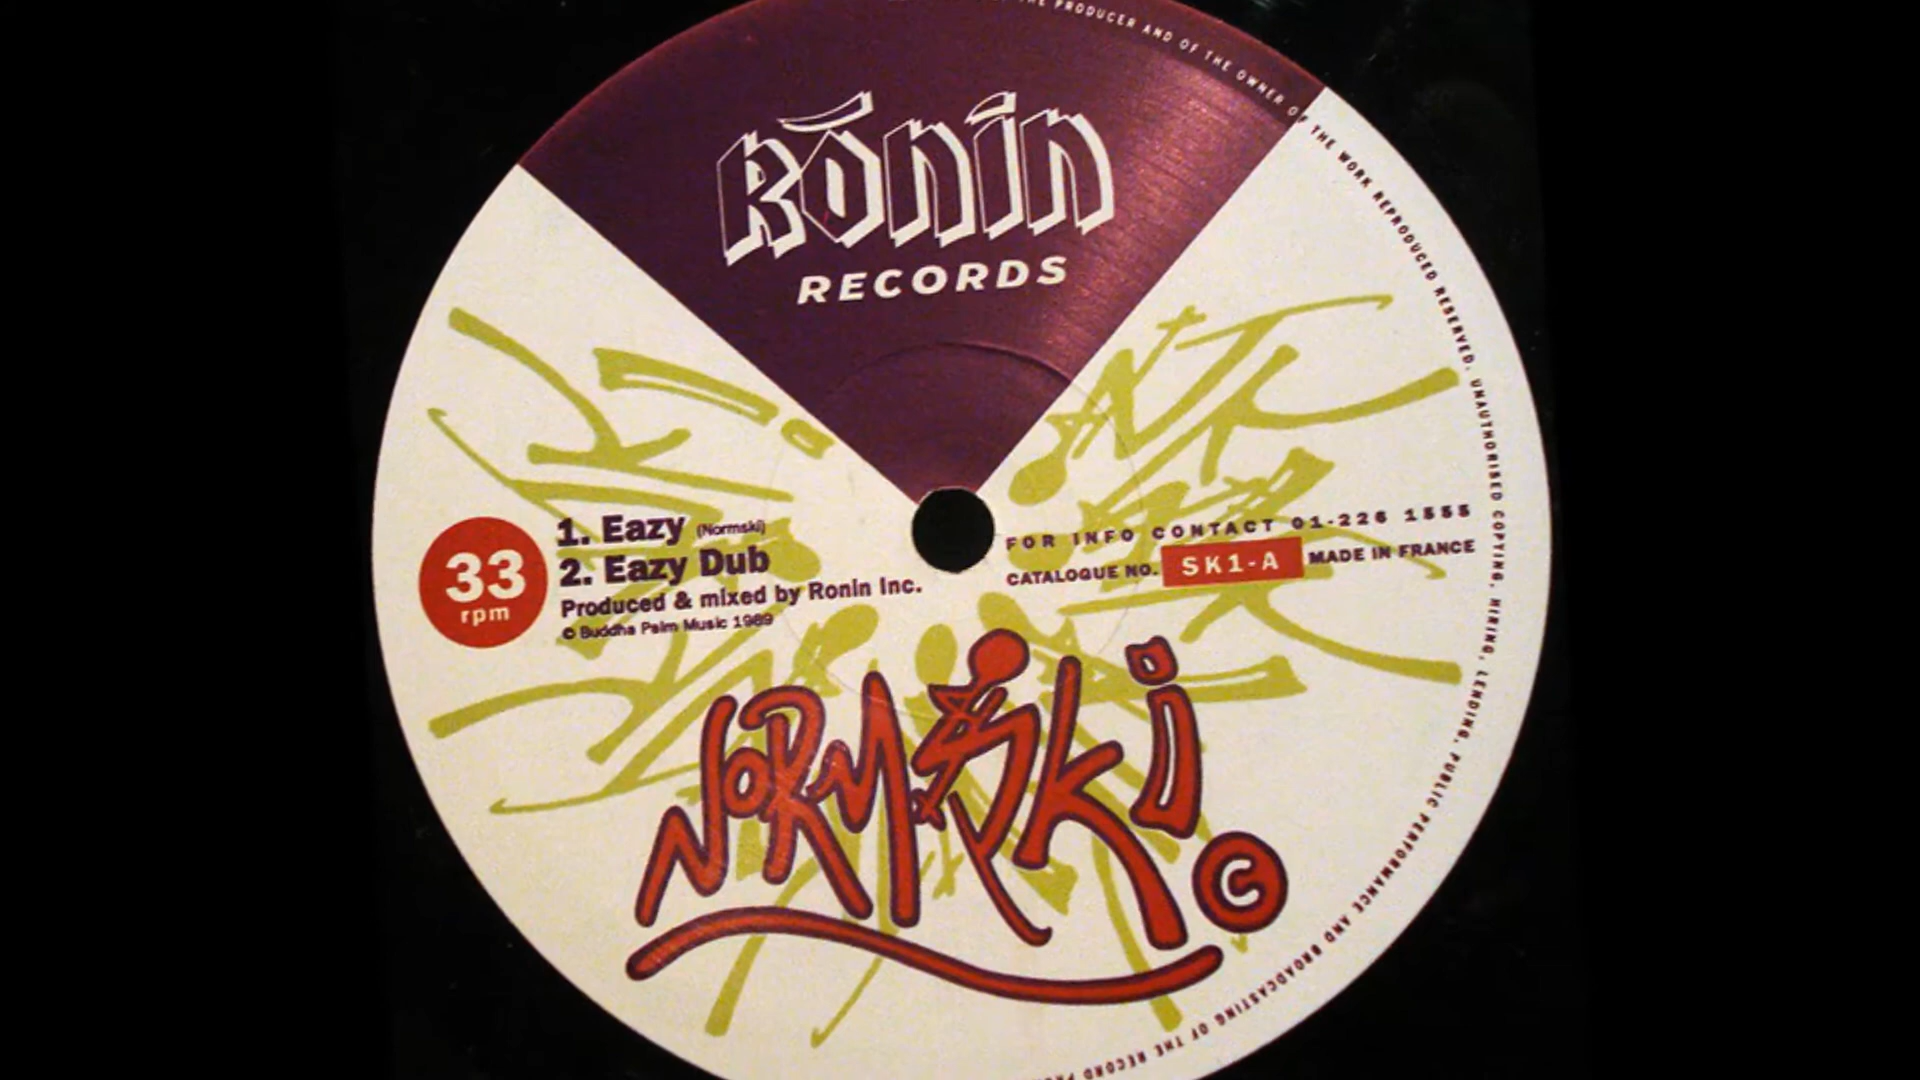 THE PRODUCER AND OF THE OWNER OF THE WORK REPRODUCED RESERVED. UNAUTHORISED COPYING, HIRING, LENDING, PUBLIC PERFORMANCE AND BROADCASTING OF THE RECORD
Rōnin
RECORDS
33
rpm
1. Eazy (Normski)
2. Eazy Dub
Produced & mixed by Ronin Inc.
© Buddha Palm Music 1989
FOR INFO CONTACT 01-226 1555
CATALOGUE NO. SK1-A MADE IN FRANCE
NORMSKi ©